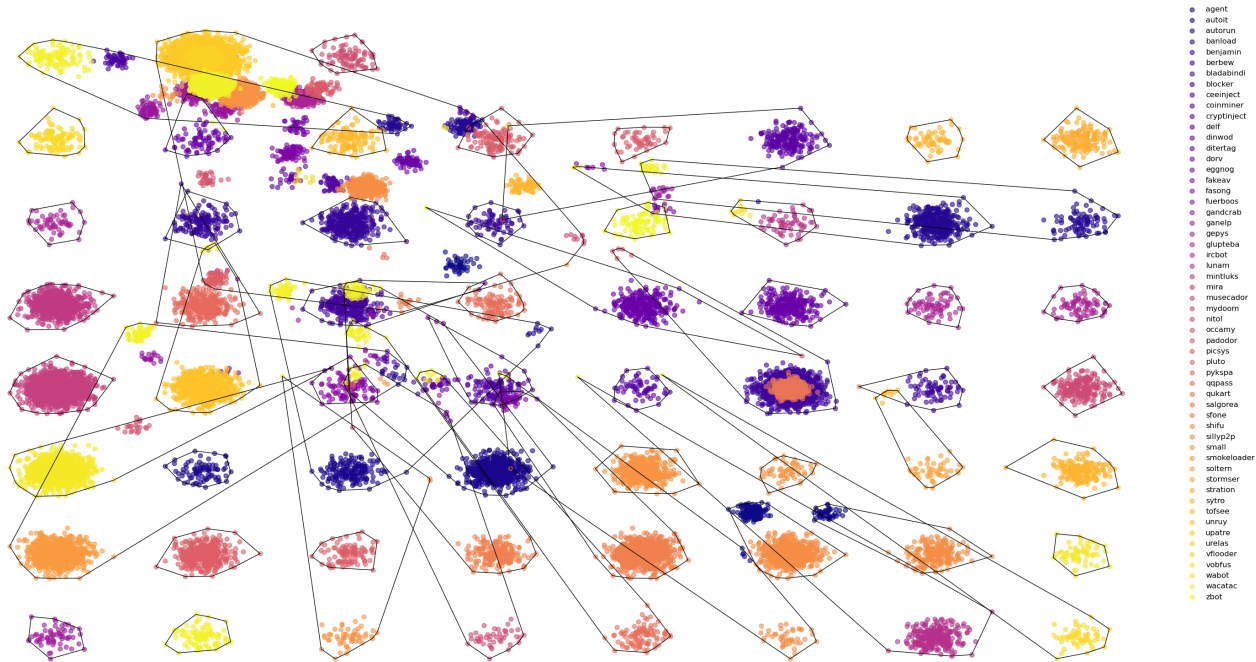 agent
autoit
autorun
banload
benjamin
berbew
bladabindi
blocker
ceeinject
coinminer
cryptinject
delf
dinwod
ditertag
dorv
eggnog
fakeav
fasong
fuerboos
gandcrab
ganelp
gepys
glupteba
ircbot
lunam
mintluks
mira
musecador
mydoom
nitol
occamy
padodor
picsys
pluto
pykspa
qqpass
qukart
salgorea
sfone
shifu
sillyp2p
small
smokeloader
soltern
stormser
stration
sytro
tofsee
unruy
upatre
urelas
vflooder
vobfus
wabot
wacatac
zbot